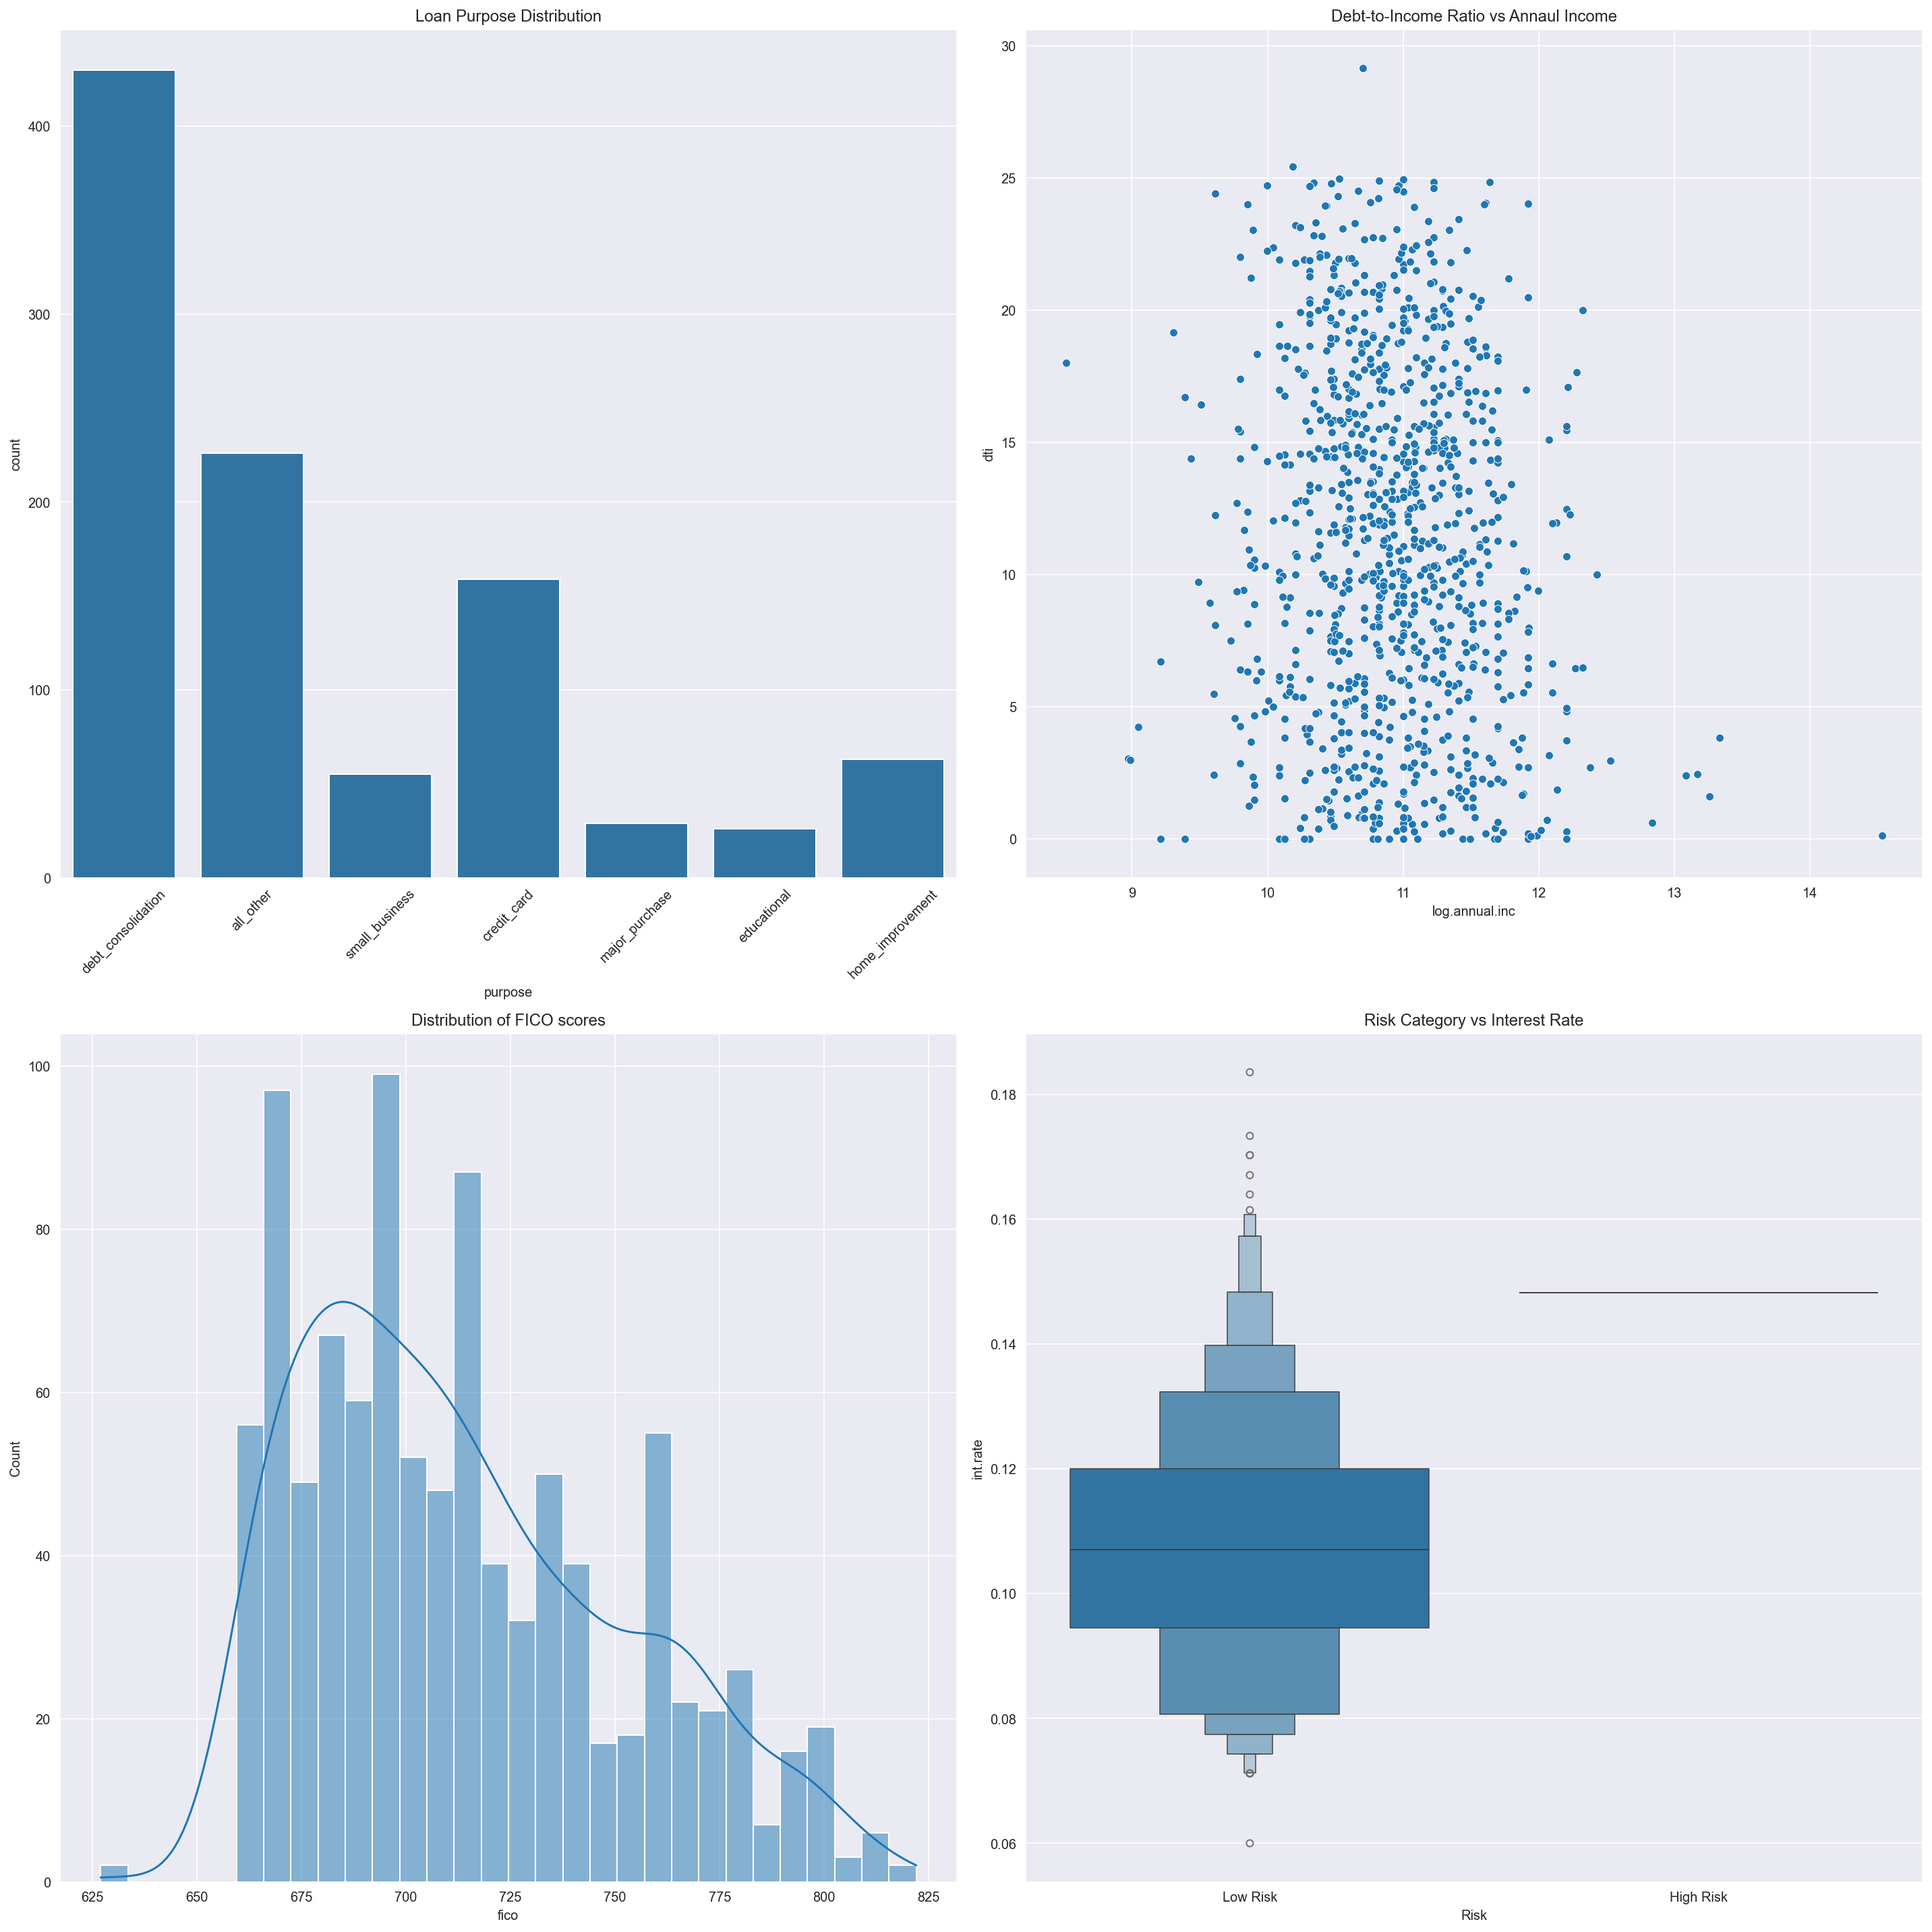 Loan Purpose Distribution
count
400
300
200
100
0
debt_consolidation
all_other
small_business
credit_card
major_purchase
educational
home_improvement
purpose
Debt-to-Income Ratio vs Annaul Income
dti
30
25
20
15
10
5
0
9 10 11 12 13 14
log.annual.inc
Distribution of FICO scores
Count
100
80
60
40
20
0
625 650 675 700 725 750 775 800 825
fico
Risk Category vs Interest Rate
int.rate
0.18
0.16
0.14
0.12
0.10
0.08
0.06
Low Risk High Risk
Risk